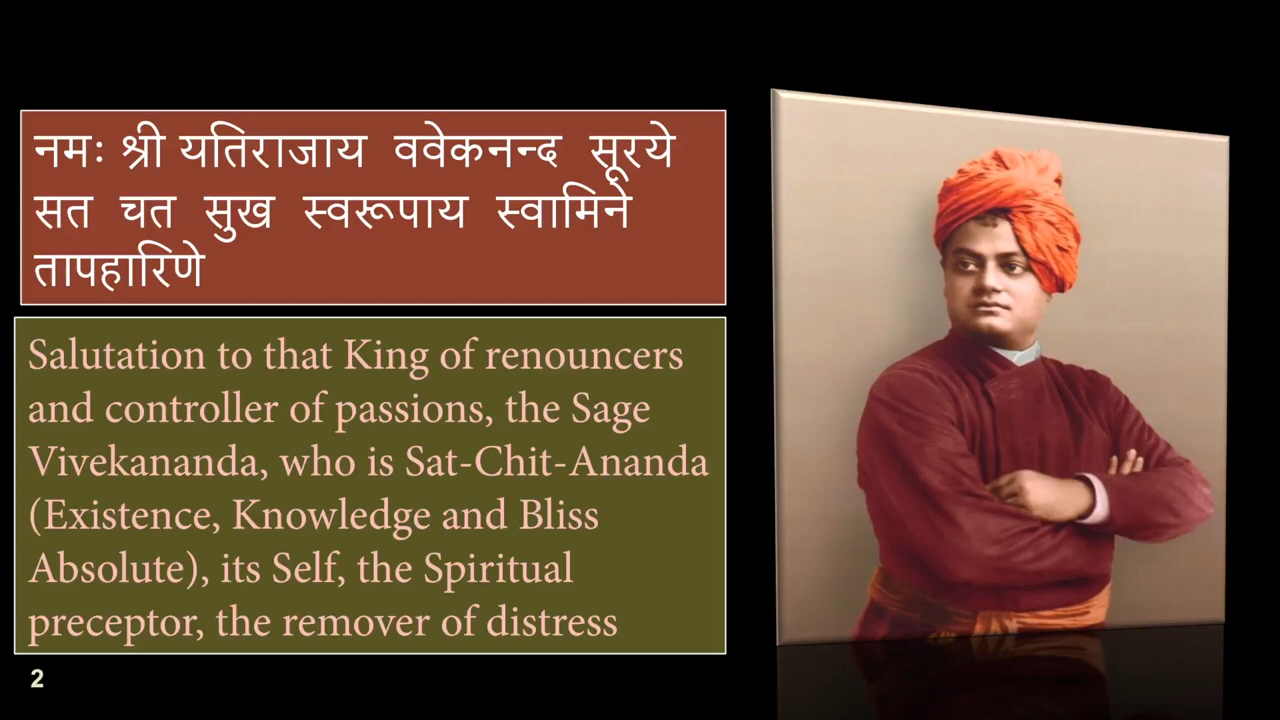 नमः श्री यतिराजाय ववेकनन्द सूरये
सत चत सुख स्वरूपाय स्वामिने
तापहारिणे
Salutation to that King of renouncers
and controller of passions, the Sage
Vivekananda, who is Sat-Chit-Ananda
(Existence, Knowledge and Bliss
Absolute), its Self, the Spiritual
preceptor, the remover of distress
2